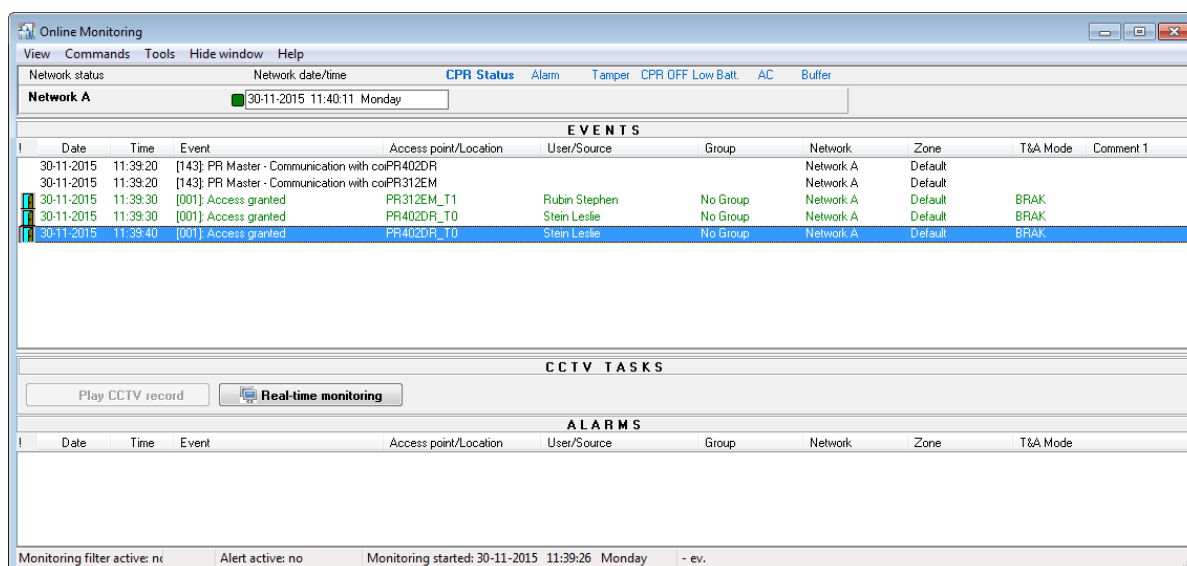 Online Monitoring
View Commands Tools Hide window Help
Network status Network date/time CPR Status Alarm Tamper CPR OFF Low Batt. AC Buffer
Network A 30-11-2015 11:40:11 Monday
EVENTS
! Date Time Event Access point/Location User/Source Group Network Zone T&A Mode Comment 1
30-11-2015 11:39:20 [143]: PR Master - Communication with cor PR402DR Network A Default
30-11-2015 11:39:20 [143]: PR Master - Communication with cor PR312EM Network A Default
30-11-2015 11:39:30 [001]: Access granted PR312EM_T1 Rubin Stephen No Group Network A Default BRAK
30-11-2015 11:39:30 [001]: Access granted PR402DR_T0 Stein Leslie No Group Network A Default BRAK
30-11-2015 11:39:40 [001]: Access granted PR402DR_T0 Stein Leslie No Group Network A Default BRAK
CCTV TASKS
Play CCTV record Real-time monitoring
ALARMS
! Date Time Event Access point/Location User/Source Group Network Zone T&A Mode
Monitoring filter active: no Alert active: no Monitoring started: 30-11-2015 11:39:26 Monday - ev.